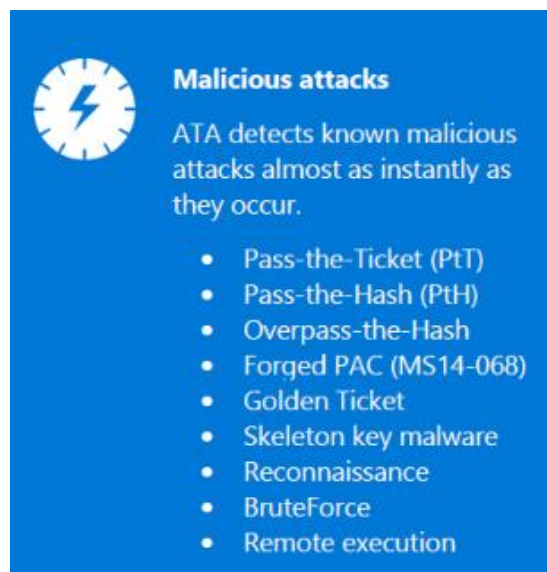 Malicious attacks
ATA detects known malicious
attacks almost as instantly as
they occur.
• Pass-the-Ticket (PtT)
• Pass-the-Hash (PtH)
• Overpass-the-Hash
• Forged PAC (MS14-068)
• Golden Ticket
• Skeleton key malware
• Reconnaissance
• BruteForce
• Remote execution